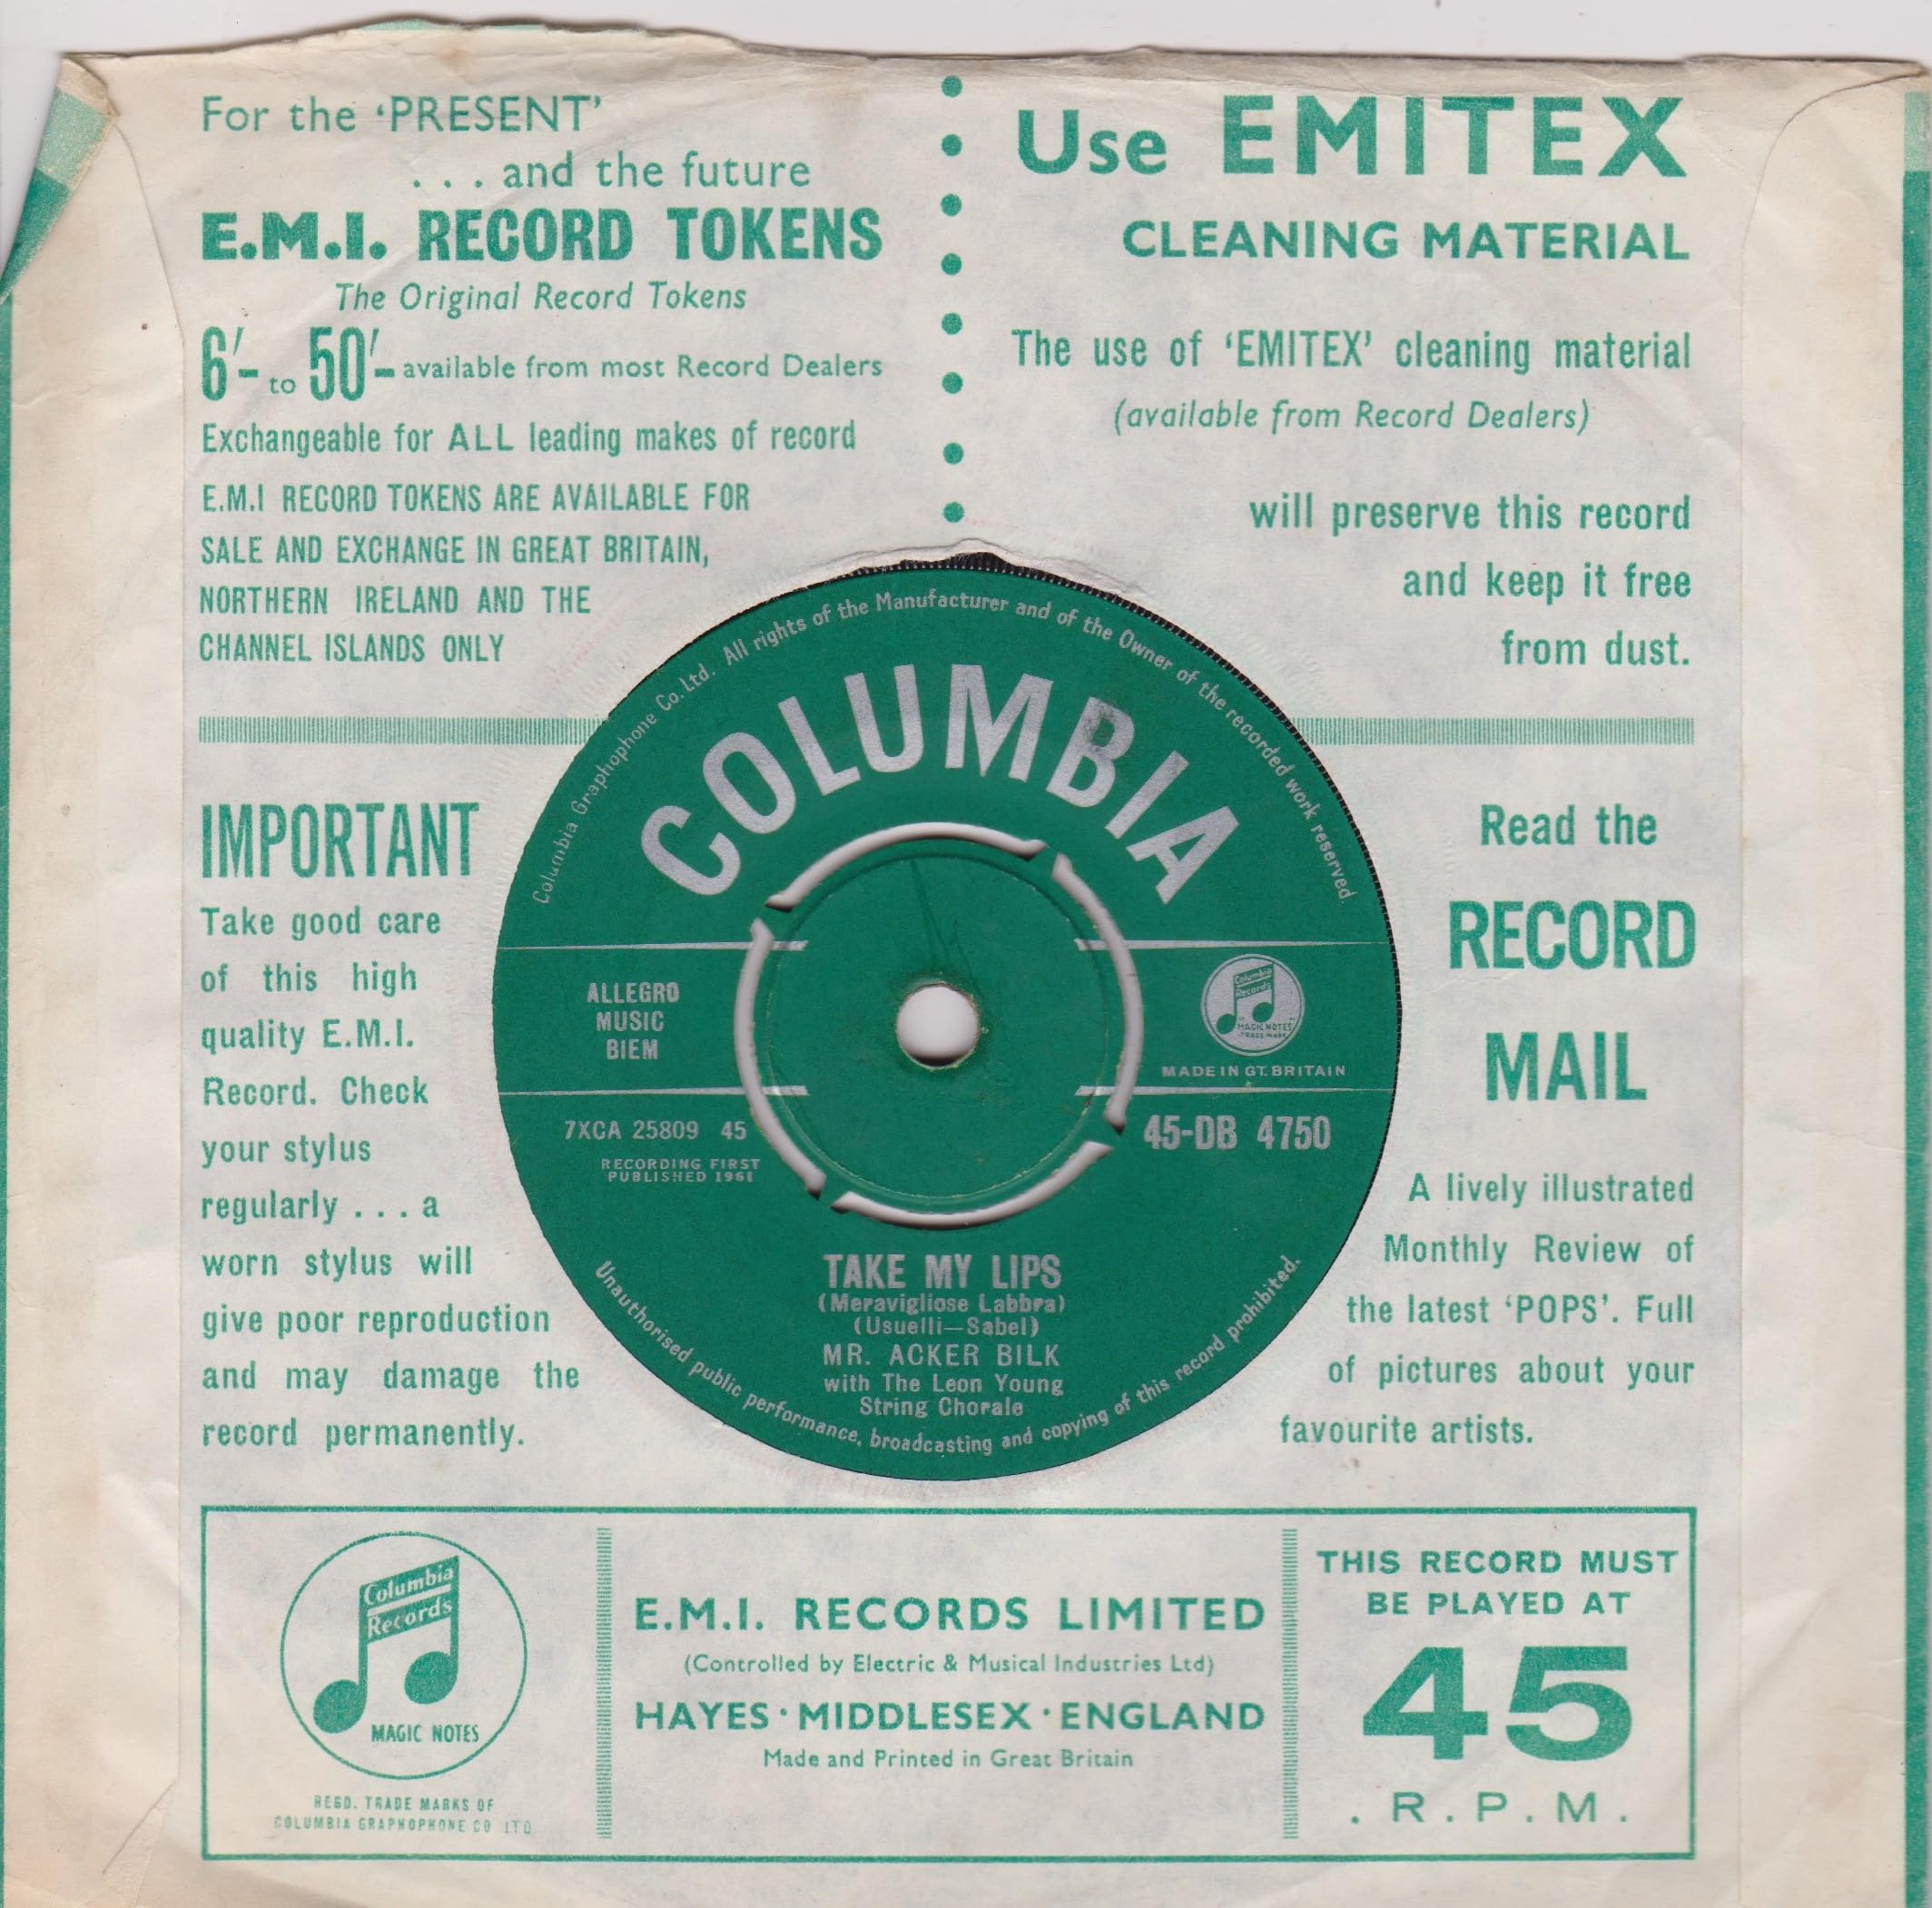 For the ‘PRESENT’
. . . and the future
E.M.I. RECORD TOKENS
The Original Record Tokens
6/- to 50/- available from most Record Dealers
Exchangeable for ALL leading makes of record
E.M.I RECORD TOKENS ARE AVAILABLE FOR
SALE AND EXCHANGE IN GREAT BRITAIN,
NORTHERN IRELAND AND THE
CHANNEL ISLANDS ONLY
Use EMITEX
CLEANING MATERIAL
The use of ‘EMITEX’ cleaning material
(available from Record Dealers)
will preserve this record
and keep it free
from dust.
IMPORTANT
Take good care
of this high
quality E.M.I.
Record. Check
your stylus
regularly . . . a
worn stylus will
give poor reproduction
and may damage the
record permanently.
Columbia Graphophone Co. Ltd. All rights of the Manufacturer and of the Owner of the recorded work reserved.
COLUMBIA
ALLEGRO
MUSIC
BIEM
Columbia
Records
MAGIC NOTES
TRADE MARK
MADE IN GT. BRITAIN
7XCA 25809 45
RECORDING FIRST
PUBLISHED 1961
45-DB 4750
TAKE MY LIPS
(Meravigliose Labbra)
(Usuelli—Sabel)
MR. ACKER BILK
with The Leon Young
String Chorale
Unauthorised public performance, broadcasting and copying of this record prohibited.
Read the
RECORD
MAIL
A lively illustrated
Monthly Review of
the latest ‘POPS’. Full
of pictures about your
favourite artists.
Columbia
Records
MAGIC NOTES
REGD. TRADE MARKS OF
COLUMBIA GRAPHOPHONE CO LTD
E.M.I. RECORDS LIMITED
(Controlled by Electric & Musical Industries Ltd)
HAYES · MIDDLESEX · ENGLAND
Made and Printed in Great Britain
THIS RECORD MUST
BE PLAYED AT
45
. R . P . M .